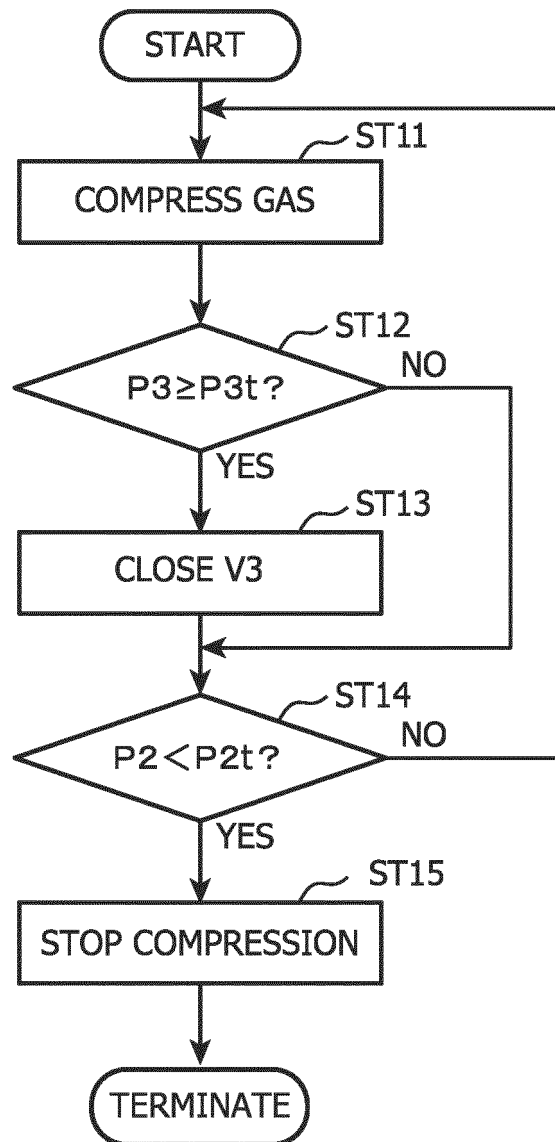 START
ST11
COMPRESS GAS
ST12
P3≥P3t?
NO
YES
ST13
CLOSE V3
ST14
P2<P2t?
NO
YES
ST15
STOP COMPRESSION
TERMINATE